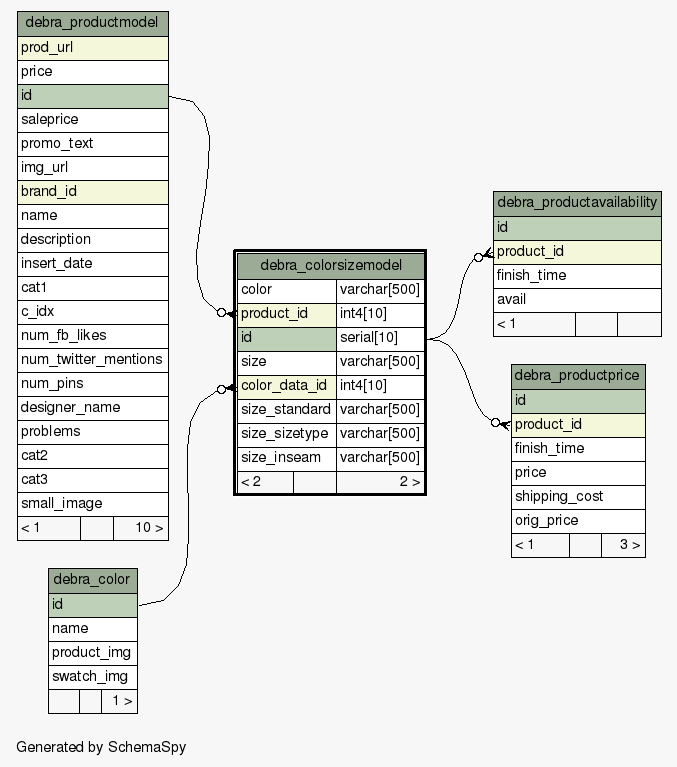 debra_productmodel
prod_url
price
id
saleprice
promo_text
img_url
brand_id
name
description
insert_date
cat1
c_idx
num_fb_likes
num_twitter_mentions
num_pins
designer_name
problems
cat2
cat3
small_image
< 1 10 >
debra_color
id
name
product_img
swatch_img
1 >
debra_colorsizemodel
color varchar[500]
product_id int4[10]
id serial[10]
size varchar[500]
color_data_id int4[10]
size_standard varchar[500]
size_sizetype varchar[500]
size_inseam varchar[500]
< 2 2 >
debra_productavailability
id
product_id
finish_time
avail
< 1
debra_productprice
id
product_id
finish_time
price
shipping_cost
orig_price
< 1 3 >
Generated by SchemaSpy